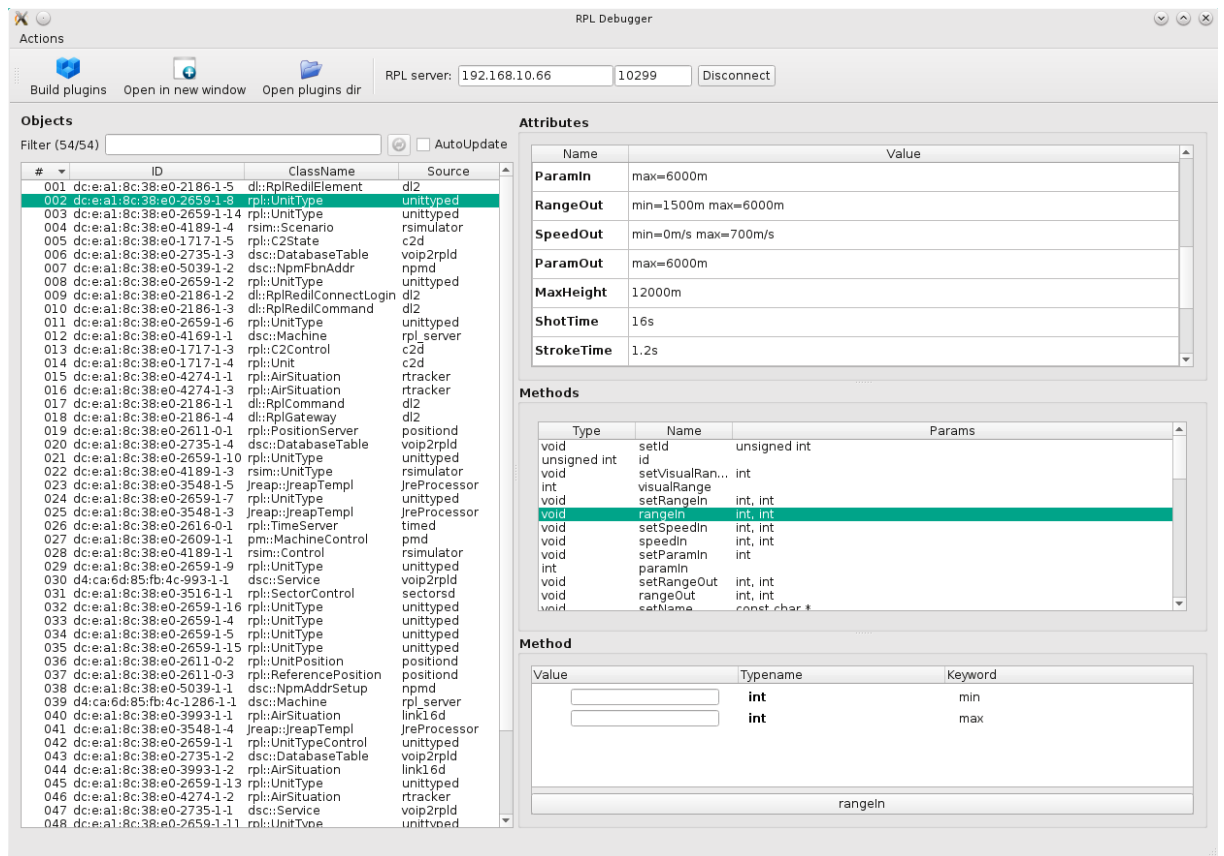 RPL Debugger
Actions
Build plugins Open in new window Open plugins dir RPL server: 192.168.10.66 10299 Disconnect
Objects
Filter (54/54) AutoUpdate
# ID ClassName Source
001 dc:e:a1:8c:38:e0-2186-1-5 dl::RplRedilElement dl2
002 dc:e:a1:8c:38:e0-2659-1-8 rpl::UnitType unittyped
003 dc:e:a1:8c:38:e0-2659-1-14 rpl::UnitType unittyped
004 dc:e:a1:8c:38:e0-4189-1-4 rsim::Scenario rsimulator
005 dc:e:a1:8c:38:e0-1717-1-5 rpl::C2State c2d
006 dc:e:a1:8c:38:e0-2735-1-3 dsc::DatabaseTable voip2rpld
007 dc:e:a1:8c:38:e0-5039-1-2 dsc::NpmFbnAddr npmd
008 dc:e:a1:8c:38:e0-2659-1-2 rpl::UnitType unittyped
009 dc:e:a1:8c:38:e0-2186-1-2 dl::RplRedilConnectLogin dl2
010 dc:e:a1:8c:38:e0-2186-1-3 dl::RplRedilCommand dl2
011 dc:e:a1:8c:38:e0-2659-1-6 rpl::UnitType unittyped
012 dc:e:a1:8c:38:e0-4169-1-1 dsc::Machine rpl_server
013 dc:e:a1:8c:38:e0-1717-1-3 rpl::C2Control c2d
014 dc:e:a1:8c:38:e0-1717-1-4 rpl::Unit c2d
015 dc:e:a1:8c:38:e0-4274-1-1 rpl::AirSituation rtracker
016 dc:e:a1:8c:38:e0-4274-1-3 rpl::AirSituation rtracker
017 dc:e:a1:8c:38:e0-2186-1-1 dl::RplCommand dl2
018 dc:e:a1:8c:38:e0-2186-1-4 dl::RplGateway dl2
019 dc:e:a1:8c:38:e0-2611-0-1 rpl::PositionServer positiond
020 dc:e:a1:8c:38:e0-2735-1-4 dsc::DatabaseTable voip2rpld
021 dc:e:a1:8c:38:e0-2659-1-10 rpl::UnitType unittyped
022 dc:e:a1:8c:38:e0-4189-1-3 rsim::UnitType rsimulator
023 dc:e:a1:8c:38:e0-3548-1-5 Jreap::JreapTempl JreProcessor
024 dc:e:a1:8c:38:e0-2659-1-7 rpl::UnitType unittyped
025 dc:e:a1:8c:38:e0-3548-1-3 Jreap::JreapTempl JreProcessor
026 dc:e:a1:8c:38:e0-2616-0-1 rpl::TimeServer timed
027 dc:e:a1:8c:38:e0-2609-1-1 pm::MachineControl pmd
028 dc:e:a1:8c:38:e0-4189-1-1 rsim::Control rsimulator
029 dc:e:a1:8c:38:e0-2659-1-9 rpl::UnitType unittyped
030 d4:ca:6d:85:fb:4c-993-1-1 dsc::Service voip2rpld
031 dc:e:a1:8c:38:e0-3516-1-1 rpl::SectorControl sectorsd
032 dc:e:a1:8c:38:e0-2659-1-16 rpl::UnitType unittyped
033 dc:e:a1:8c:38:e0-2659-1-4 rpl::UnitType unittyped
034 dc:e:a1:8c:38:e0-2659-1-5 rpl::UnitType unittyped
035 dc:e:a1:8c:38:e0-2659-1-15 rpl::UnitType unittyped
036 dc:e:a1:8c:38:e0-2611-0-2 rpl::UnitPosition positiond
037 dc:e:a1:8c:38:e0-2611-0-3 rpl::ReferencePosition positiond
038 dc:e:a1:8c:38:e0-5039-1-1 dsc::NpmAddrSetup npmd
039 d4:ca:6d:85:fb:4c-1286-1-1 dsc::Machine rpl_server
040 dc:e:a1:8c:38:e0-3993-1-1 rpl::AirSituation link16d
041 dc:e:a1:8c:38:e0-3548-1-4 Jreap::JreapTempl JreProcessor
042 dc:e:a1:8c:38:e0-2659-1-1 rpl::UnitTypeControl unittyped
043 dc:e:a1:8c:38:e0-2735-1-2 dsc::DatabaseTable voip2rpld
044 dc:e:a1:8c:38:e0-3993-1-2 rpl::AirSituation link16d
045 dc:e:a1:8c:38:e0-2659-1-13 rpl::UnitType unittyped
046 dc:e:a1:8c:38:e0-4274-1-2 rpl::AirSituation rtracker
047 dc:e:a1:8c:38:e0-2735-1-1 dsc::Service voip2rpld
048 dc:e:a1:8c:38:e0-2659-1-11 rpl::UnitType unittyped
Attributes
Name Value
ParamIn max=6000m
RangeOut min=1500m max=6000m
SpeedOut min=0m/s max=700m/s
ParamOut max=6000m
MaxHeight 12000m
ShotTime 16s
StrokeTime 1.2s
Methods
Type Name Params
void setId unsigned int
unsigned int id
void setVisualRan... int
int visualRange
void setRangeIn int, int
void rangeIn int, int
void setSpeedIn int, int
void speedIn int, int
void setParamIn int
int paramIn
void setRangeOut int, int
void rangeOut int, int
void setName const char *
Method
Value Typename Keyword
int min
int max
rangeIn